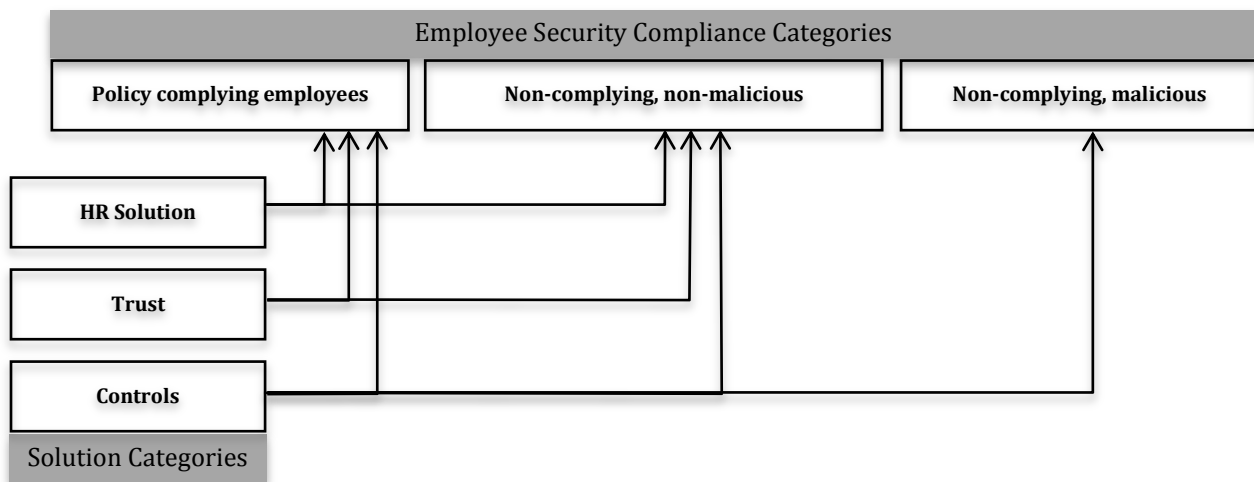 Employee Security Compliance Categories
Policy complying employees
Non-complying, non-malicious
Non-complying, malicious
HR Solution
Trust
Controls
Solution Categories